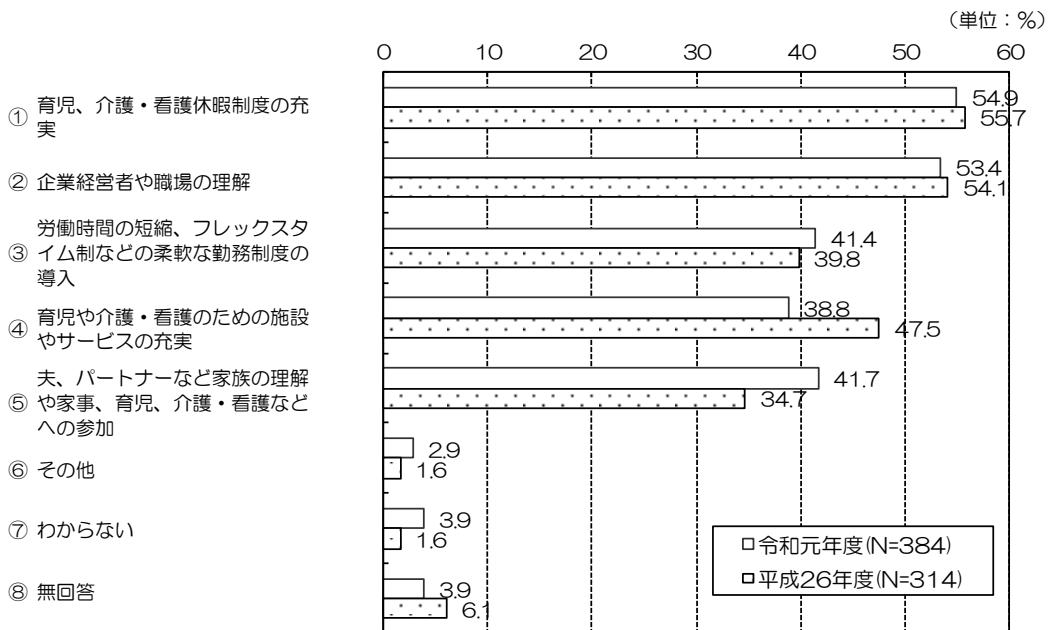 （単位：％）
0 10 20 30 40 50 60
① 育児、介護・看護休暇制度の充
実
54.9
55.7
② 企業経営者や職場の理解
53.4
54.1
労働時間の短縮、フレックスタ
③ イム制などの柔軟な勤務制度の
導入
41.4
39.8
④ 育児や介護・看護のための施設
やサービスの充実
38.8
47.5
夫、パートナーなど家族の理解
⑤ や家事、育児、介護・看護など
への参加
41.7
34.7
⑥ その他
2.9
1.6
⑦ わからない
3.9
1.6
⑧ 無回答
3.9
6.1
令和元年度(N=384)
平成26年度(N=314)